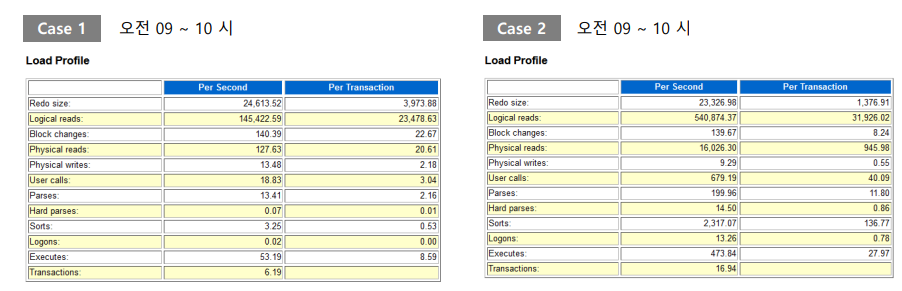 Case 1 오전 09 ~ 10 시
Load Profile
Per Second Per Transaction
Redo size: 24,613.52 3,973.88
Logical reads: 145,422.59 23,478.63
Block changes: 140.39 22.67
Physical reads: 127.63 20.61
Physical writes: 13.48 2.18
User calls: 18.83 3.04
Parses: 13.41 2.16
Hard parses: 0.07 0.01
Sorts: 3.25 0.53
Logons: 0.02 0.00
Executes: 53.19 8.59
Transactions: 6.19
Case 2 오전 09 ~ 10 시
Load Profile
Per Second Per Transaction
Redo size: 23,326.98 1,376.91
Logical reads: 540,874.37 31,926.02
Block changes: 139.67 8.24
Physical reads: 16,026.30 945.98
Physical writes: 9.29 0.55
User calls: 679.19 40.09
Parses: 199.96 11.80
Hard parses: 14.50 0.86
Sorts: 2,317.07 136.77
Logons: 13.26 0.78
Executes: 473.84 27.97
Transactions: 16.94